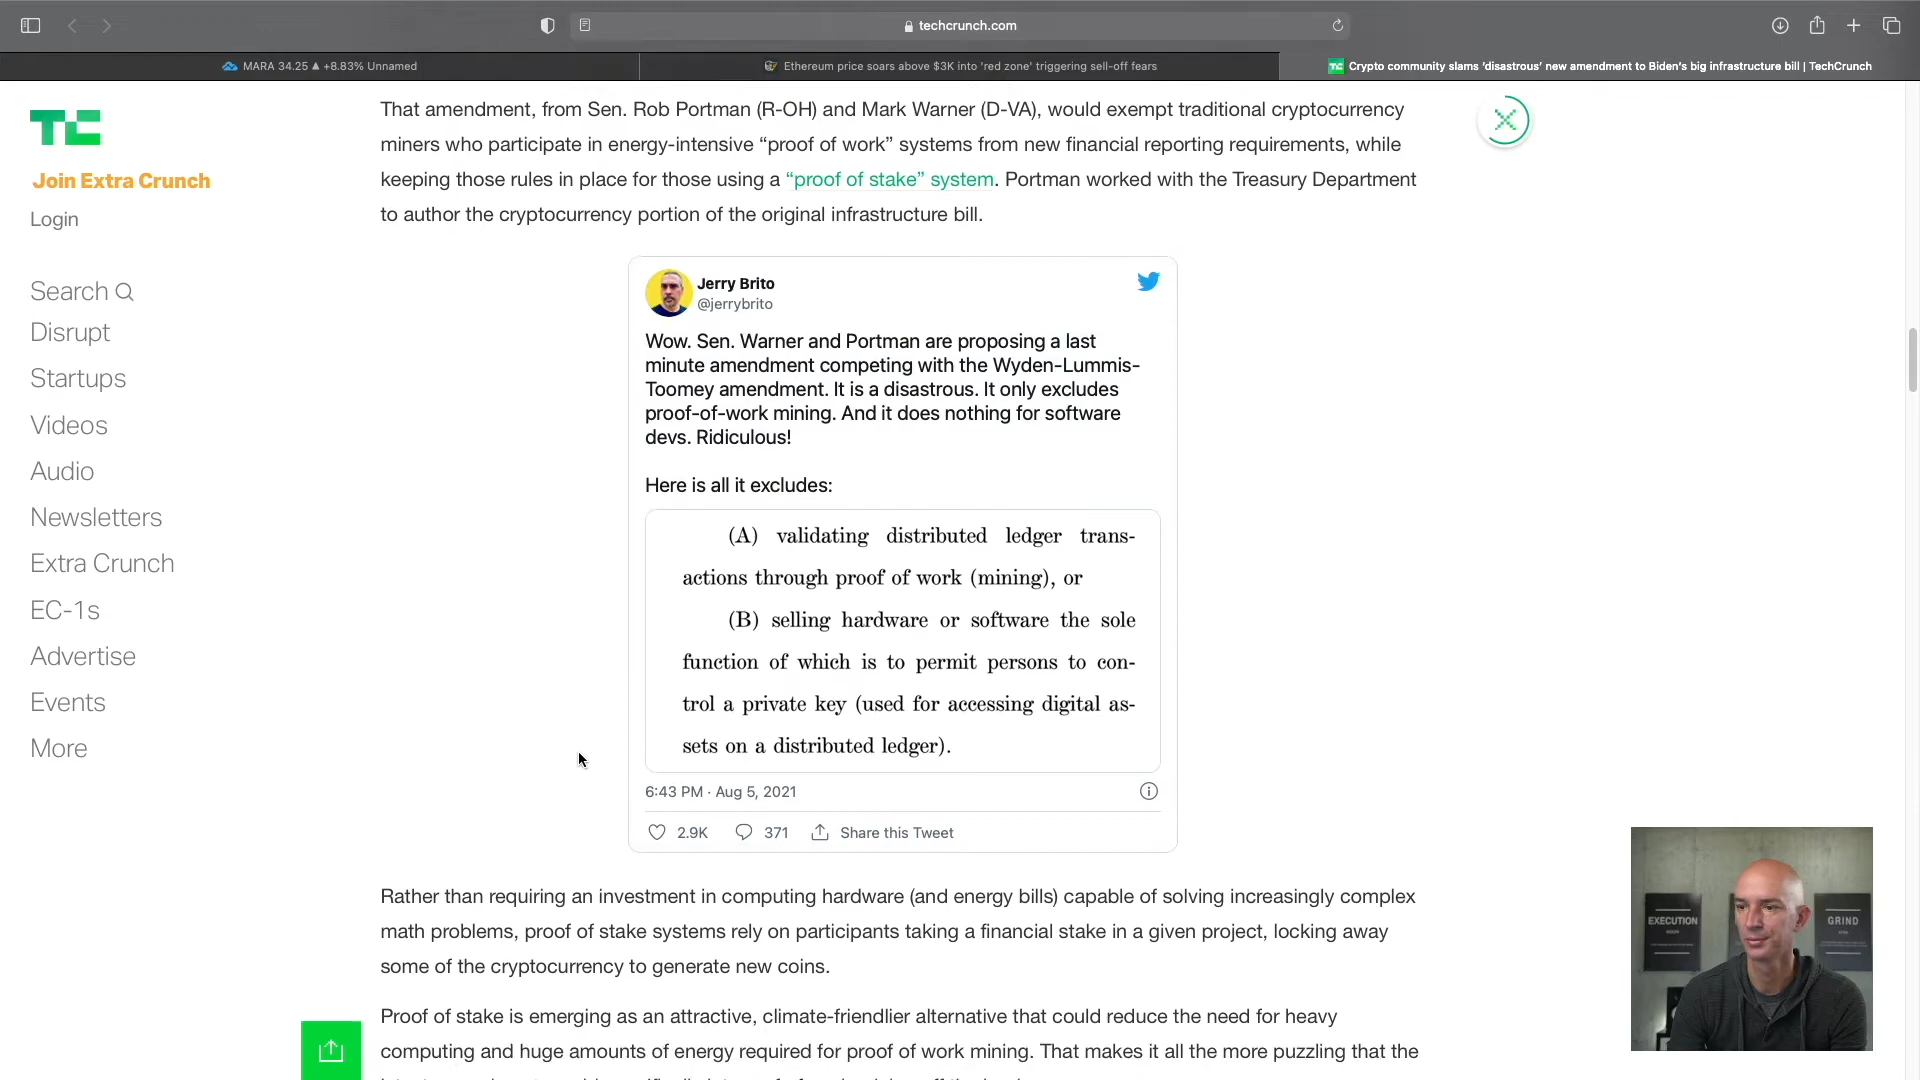 techcrunch.com
MARA 34.25 ▲ +8.83% Unnamed
Ethereum price soars above $3K into 'red zone' triggering sell-off fears
Crypto community slams 'disastrous' new amendment to Biden's big infrastructure bill | TechCrunch
Join Extra Crunch
Login
Search
Disrupt
Startups
Videos
Audio
Newsletters
Extra Crunch
EC-1s
Advertise
Events
More
That amendment, from Sen. Rob Portman (R-OH) and Mark Warner (D-VA), would exempt traditional cryptocurrency
miners who participate in energy-intensive “proof of work” systems from new financial reporting requirements, while
keeping those rules in place for those using a “proof of stake” system. Portman worked with the Treasury Department
to author the cryptocurrency portion of the original infrastructure bill.
Jerry Brito
@jerrybrito
Wow. Sen. Warner and Portman are proposing a last
minute amendment competing with the Wyden-Lummis-
Toomey amendment. It is a disastrous. It only excludes
proof-of-work mining. And it does nothing for software
devs. Ridiculous!
Here is all it excludes:
(A) validating distributed ledger trans-
actions through proof of work (mining), or
(B) selling hardware or software the sole
function of which is to permit persons to con-
trol a private key (used for accessing digital as-
sets on a distributed ledger).
6:43 PM · Aug 5, 2021
2.9K 371 Share this Tweet
Rather than requiring an investment in computing hardware (and energy bills) capable of solving increasingly complex
math problems, proof of stake systems rely on participants taking a financial stake in a given project, locking away
some of the cryptocurrency to generate new coins.
Proof of stake is emerging as an attractive, climate-friendlier alternative that could reduce the need for heavy
computing and huge amounts of energy required for proof of work mining. That makes it all the more puzzling that the
EXECUTION
GRIND